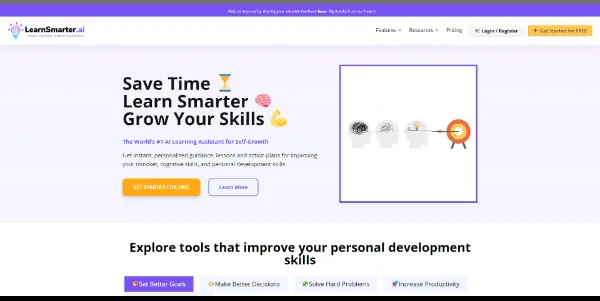 Help us improve by sharing your valuable feedback here. Big thanks from our team :)
LearnSmarter.ai
Features
Resources
Pricing
Login / Register
Get Started for FREE
Save Time ⏳
Learn Smarter 🧠
Grow Your Skills 💪
The World's #1 AI Learning Assistant for Self-Growth
Get instant, personalized guidance, lessons and action plans for improving
your mindset, cognitive skills, and personal development skills
GET STARTED FOR FREE
Learn More
Explore tools that improve your personal development
skills
🎯Set Better Goals
Make Better Decisions
Solve Hard Problems
🚀Increase Productivity